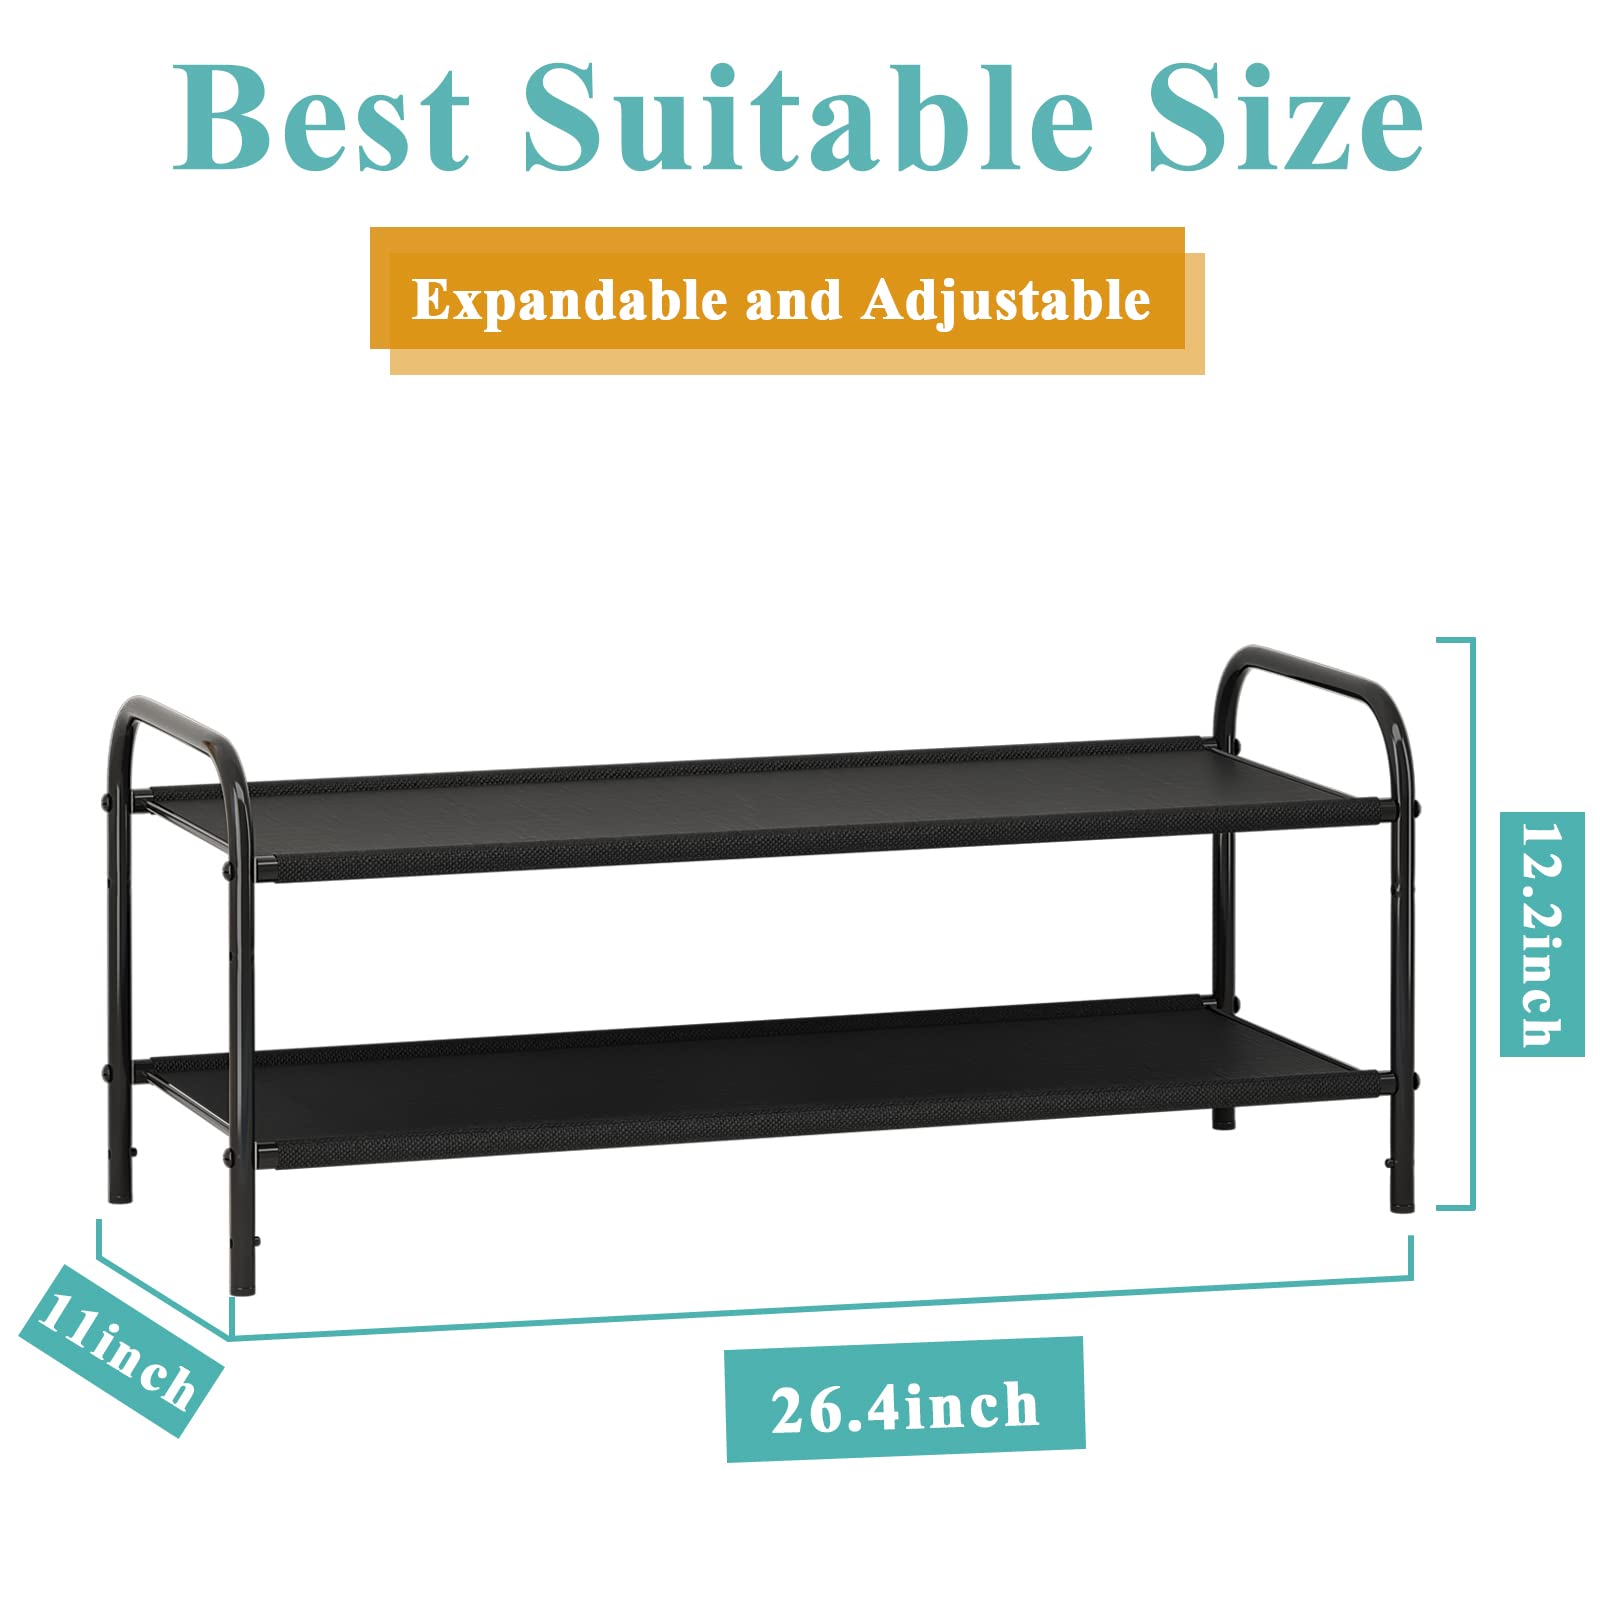 Best Suitable Size
Expandable and Adjustable
12.2inch
11inch
26.4inch